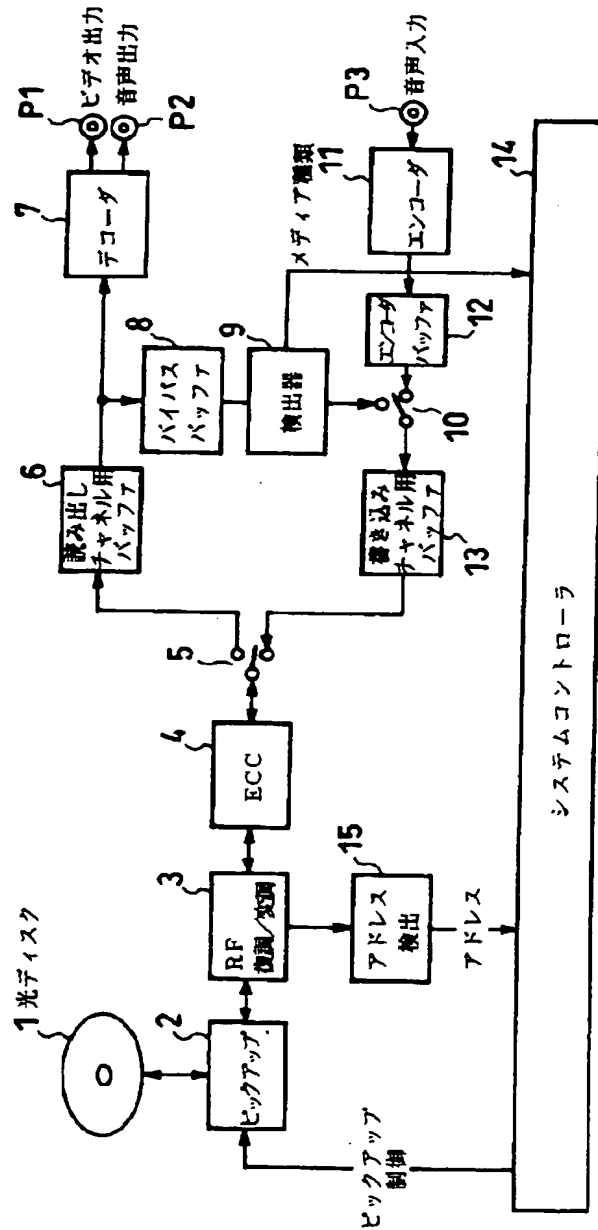 1 光ディスク
2
ピックアップ
3
RF
復調/変調
4
ECC
5
6
読み出し
チャネル用
バッファ
7
デコーダ
P1
ビデオ出力
音声出力
P2
8
バイパス
バッファ
9
検出器
メディア種類
10
P3
音声入力
11
エンコーダ
エンコーダ
バッファ
12
書き込み
チャネル用
バッファ
13
15
アドレス
検出
アドレス
ピックアップ
制御
14
システムコントローラ